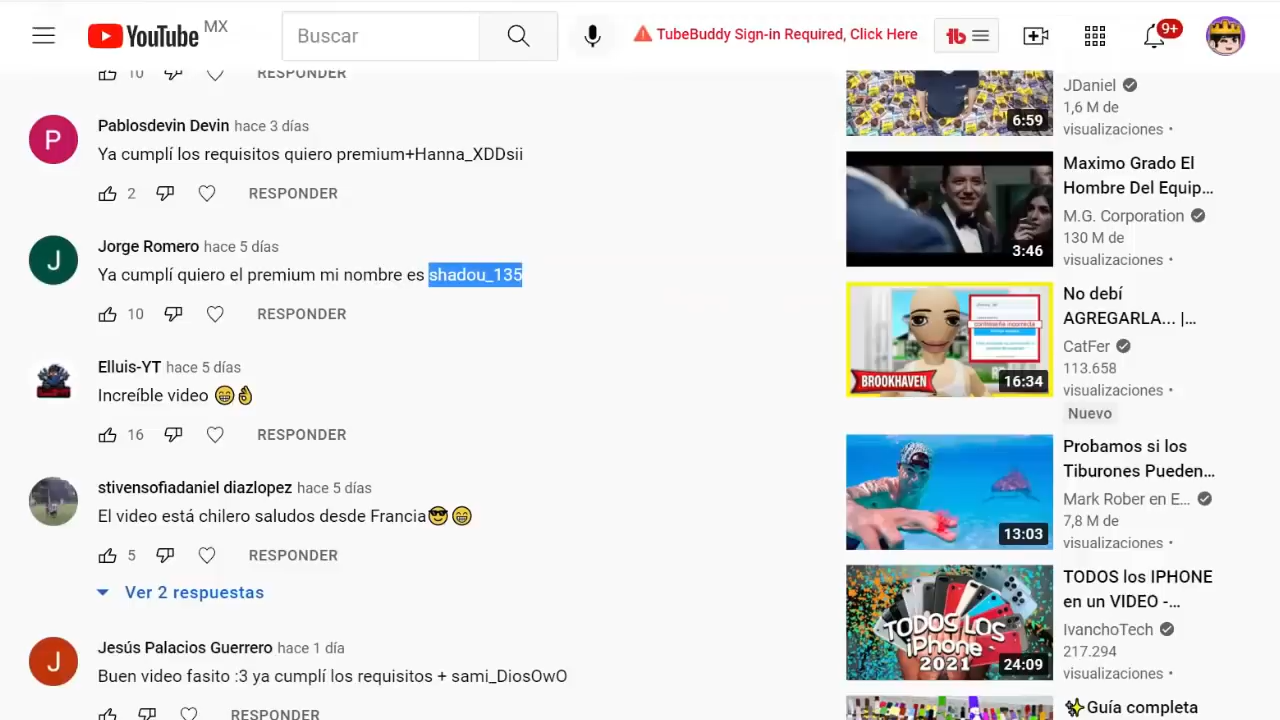 YouTube MX
Buscar
TubeBuddy Sign-in Required, Click Here
tb
9+
10 RESPONDER
Pablosdevin Devin hace 3 días
Ya cumplí los requisitos quiero premium+Hanna_XDDsii
2 RESPONDER
Jorge Romero hace 5 días
Ya cumplí quiero el premium mi nombre es shadou_135
10 RESPONDER
Elluis-YT hace 5 días
Increíble video 😁👌
16 RESPONDER
stivensofiadaniel diazlopez hace 5 días
El video está chilero saludos desde Francia😎😁
5 RESPONDER
Ver 2 respuestas
Jesús Palacios Guerrero hace 1 día
Buen video fasito :3 ya cumplí los requisitos + sami_DiosOwO
RESPONDER
6:59
JDaniel
1,6 M de
visualizaciones •
3:46
Maximo Grado El
Hombre Del Equip...
M.G. Corporation
130 M de
visualizaciones •
contraseña incorrecta
BROOKHAVEN
16:34
No debí
AGREGARLA... |...
CatFer
113.658
visualizaciones •
Nuevo
13:03
Probamos si los
Tiburones Pueden...
Mark Rober en E...
7,8 M de
visualizaciones •
TODOS LOS
iPhone
2021
24:09
TODOS los IPHONE
en un VIDEO -...
IvanchoTech
217.294
visualizaciones •
✨Guía completa